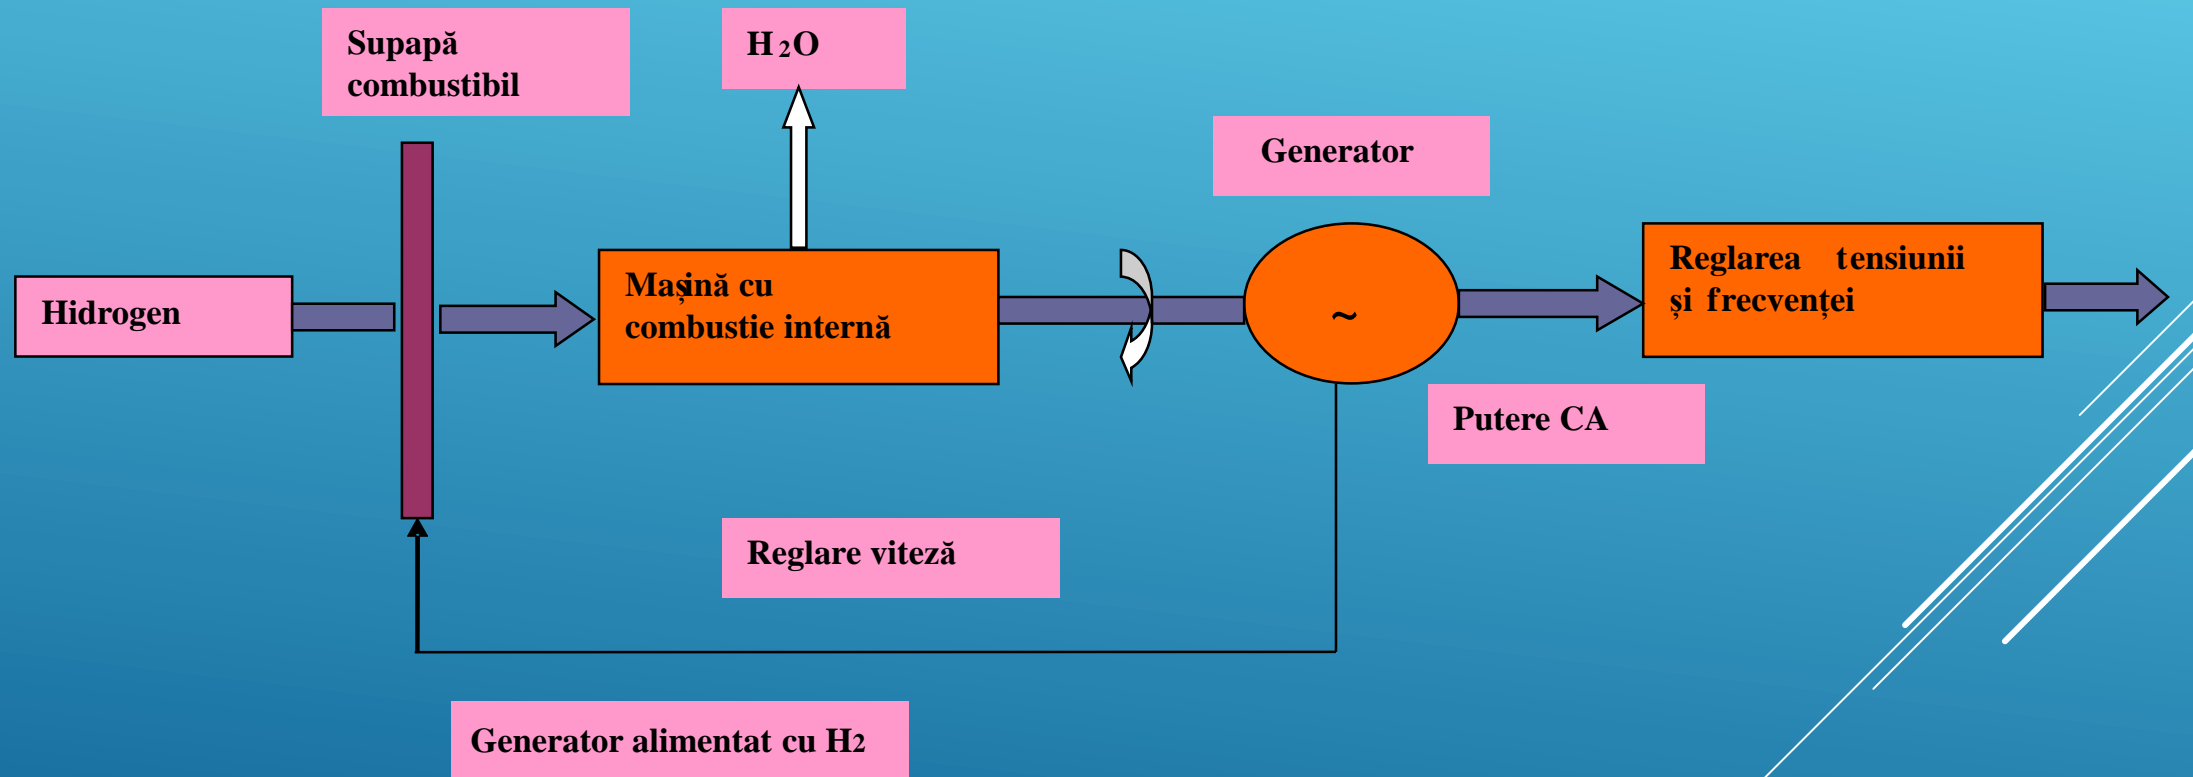 Supapă
combustibil
H₂O
Generator
Hidrogen
Mașină cu
combustie internă
~
Reglarea tensiunii
și frecvenței
Putere CA
Reglare viteză
Generator alimentat cu H2